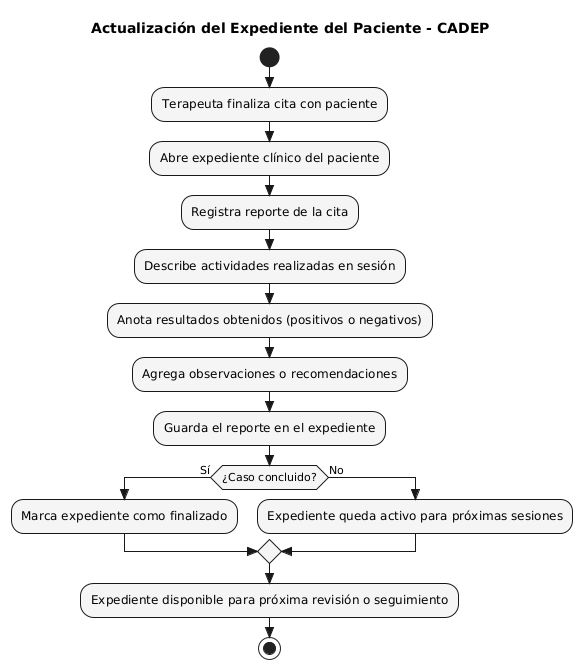 Actualización del Expediente del Paciente - CADEP
Terapeuta finaliza cita con paciente
Abre expediente clínico del paciente
Registra reporte de la cita
Describe actividades realizadas en sesión
Anota resultados obtenidos (positivos o negativos)
Agrega observaciones o recomendaciones
Guarda el reporte en el expediente
Sí
¿Caso concluido?
No
Marca expediente como finalizado
Expediente queda activo para próximas sesiones
Expediente disponible para próxima revisión o seguimiento